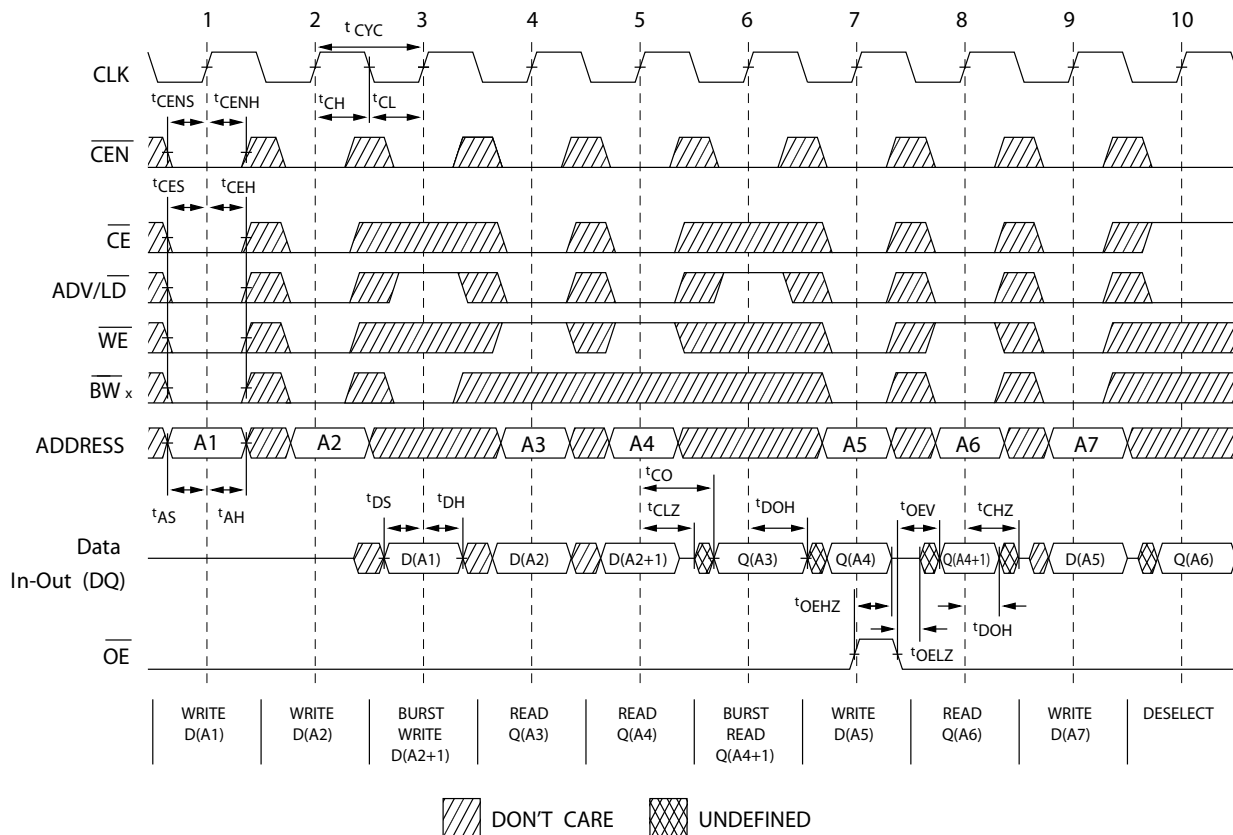 1 2 3 4 5 6 7 8 9 10
t CYC
CLK
tCENS tCENH tCH tCL
CEN
tCES tCEH
CE
ADV/LD
WE
BW x
ADDRESS A1 A2 A3 A4 A5 A6 A7
tAS tAH tDS tDH tCO tCLZ tDOH tOEV tCHZ
Data
In-Out (DQ)
D(A1) D(A2) D(A2+1) Q(A3) Q(A4) Q(A4+1) D(A5) Q(A6)
tOEHZ tDOH
tOELZ
OE
WRITE
D(A1)
WRITE
D(A2)
BURST
WRITE
D(A2+1)
READ
Q(A3)
READ
Q(A4)
BURST
READ
Q(A4+1)
WRITE
D(A5)
READ
Q(A6)
WRITE
D(A7)
DESELECT
DON'T CARE UNDEFINED